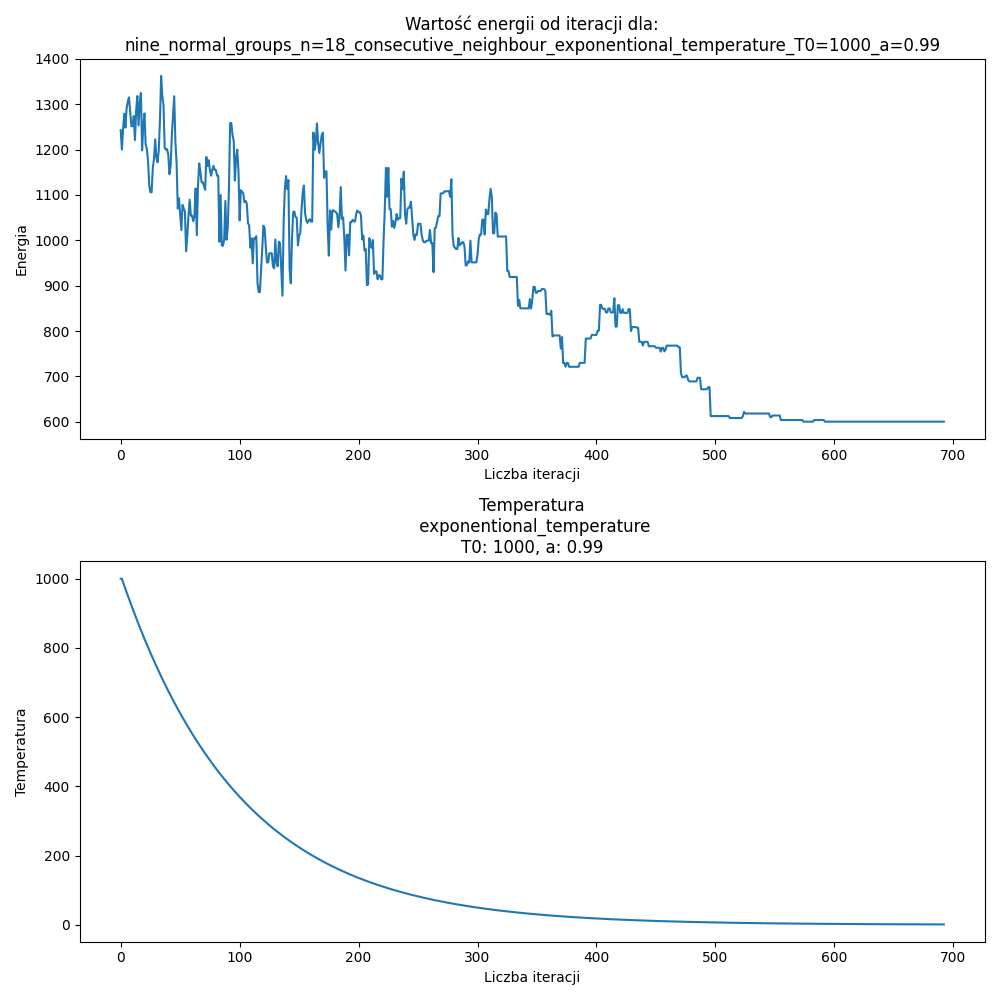 Wartość energii od iteracji dla:
nine_normal_groups_n=18_consecutive_neighbour_exponentional_temperature_T0=1000_a=0.99
1400
1300
1200
1100
1000
900
800
700
600
Energia
0 100 200 300 400 500 600 700
Liczba iteracji
Temperatura
exponentional_temperature
T0: 1000, a: 0.99
1000
800
600
400
200
0
Temperatura
0 100 200 300 400 500 600 700
Liczba iteracji